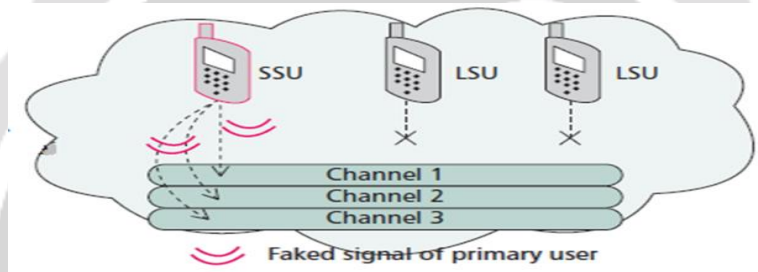 SSU LSU LSU
Channel 1
Channel 2
Channel 3
Faked signal of primary user